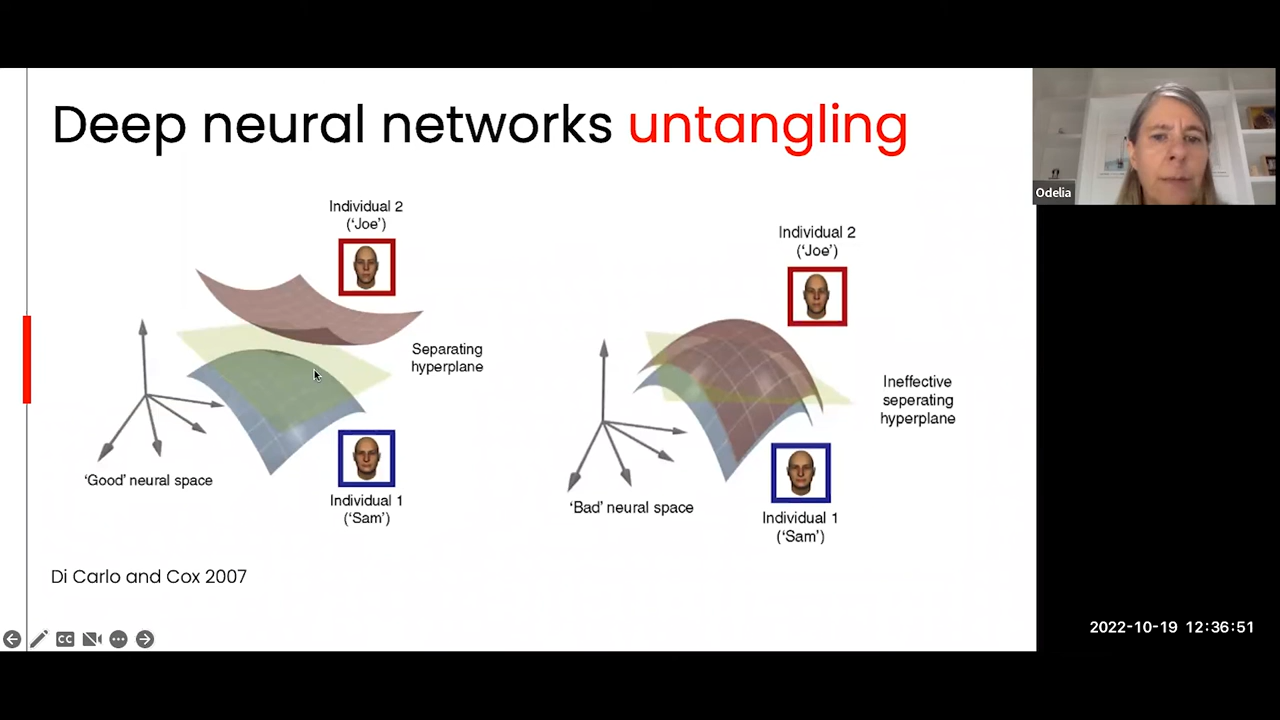 Deep neural networks untangling
Odelia
Individual 2
('Joe')
Separating
hyperplane
'Good' neural space
Individual 1
('Sam')
Individual 2
('Joe')
Ineffective
seperating
hyperplane
'Bad' neural space
Individual 1
('Sam')
Di Carlo and Cox 2007
CC
2022-10-19 12:36:51